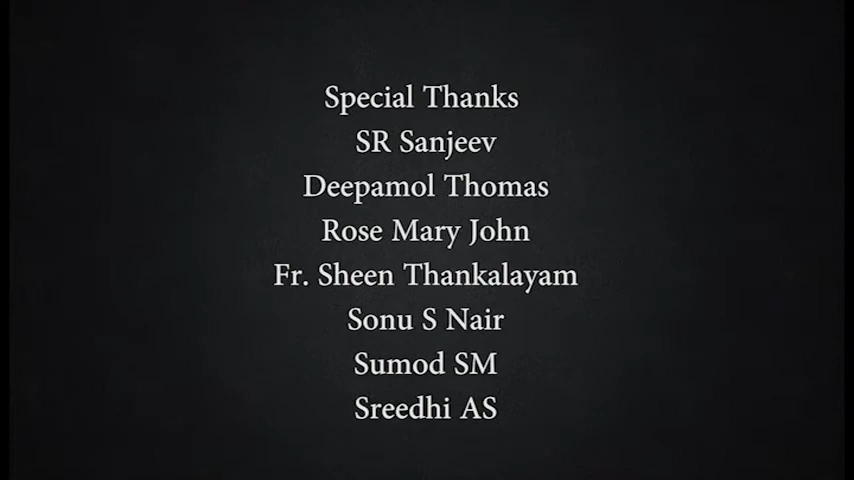 Special Thanks
SR Sanjeev
Deepamol Thomas
Rose Mary John
Fr. Sheen Thankalayam
Sonu S Nair
Sumod SM
Sreedhi AS